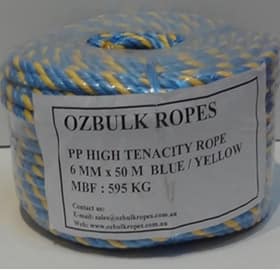 OZBULK ROPES
PP HIGH TENACITY ROPE
6 MM x 50 M BLUE / YELLOW
MBF : 595 KG
Contact us:
E-mail: sales@ozbulkropes.com.au
Web: www.ozbulkropes.com.au